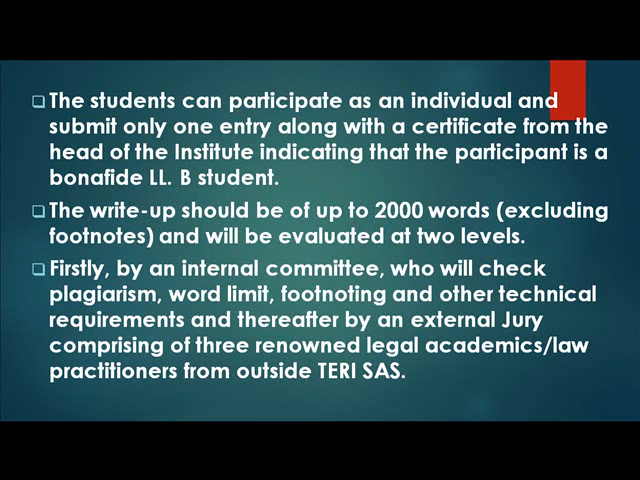 The students can participate as an individual and
submit only one entry along with a certificate from the
head of the Institute indicating that the participant is a
bonafide LL. B student.
The write-up should be of up to 2000 words (excluding
footnotes) and will be evaluated at two levels.
Firstly, by an internal committee, who will check
plagiarism, word limit, footnoting and other technical
requirements and thereafter by an external Jury
comprising of three renowned legal academics/law
practitioners from outside TERI SAS.